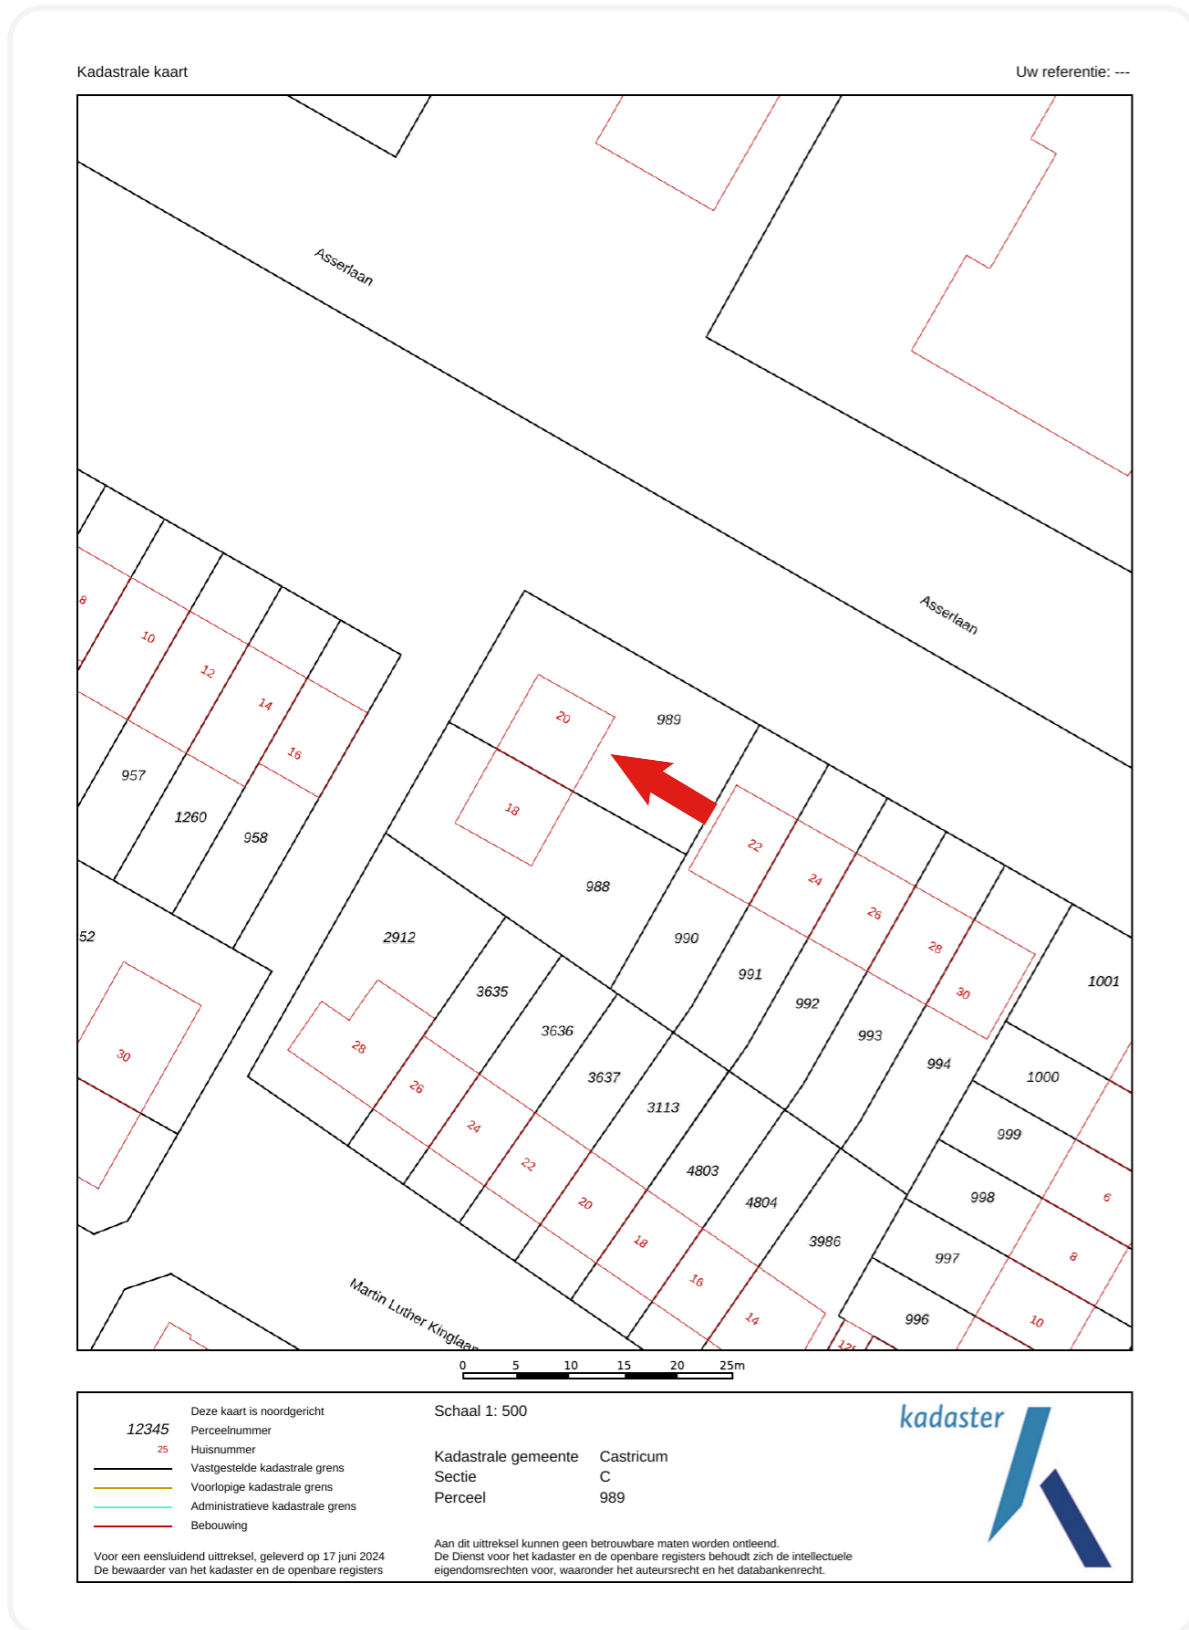 Kadastrale kaart
Uw referentie: ---
Asserlaan
Asserlaan
8
10
12
14
16
957
1260
958
20
989
18
988
22
24
26
28
30
990
991
992
993
994
1001
1000
999
998
997
996
52
30
2912
3635
3636
3637
3113
4803
4804
3986
28
26
24
22
20
18
16
14
6
8
10
Martin Luther Kinglaan
0 5 10 15 20 25m
Deze kaart is noordgericht
12345 Perceelnummer
25 Huisnummer
Vastgestelde kadastrale grens
Voorlopige kadastrale grens
Administratieve kadastrale grens
Bebouwing
Voor een eensluidend uittreksel, geleverd op 17 juni 2024
De bewaarder van het kadaster en de openbare registers
Schaal 1: 500
Kadastrale gemeente Castricum
Sectie C
Perceel 989
Aan dit uittreksel kunnen geen betrouwbare maten worden ontleend.
De Dienst voor het kadaster en de openbare registers behoudt zich de intellectuele
eigendomsrechten voor, waaronder het auteursrecht en het databankenrecht.
kadaster